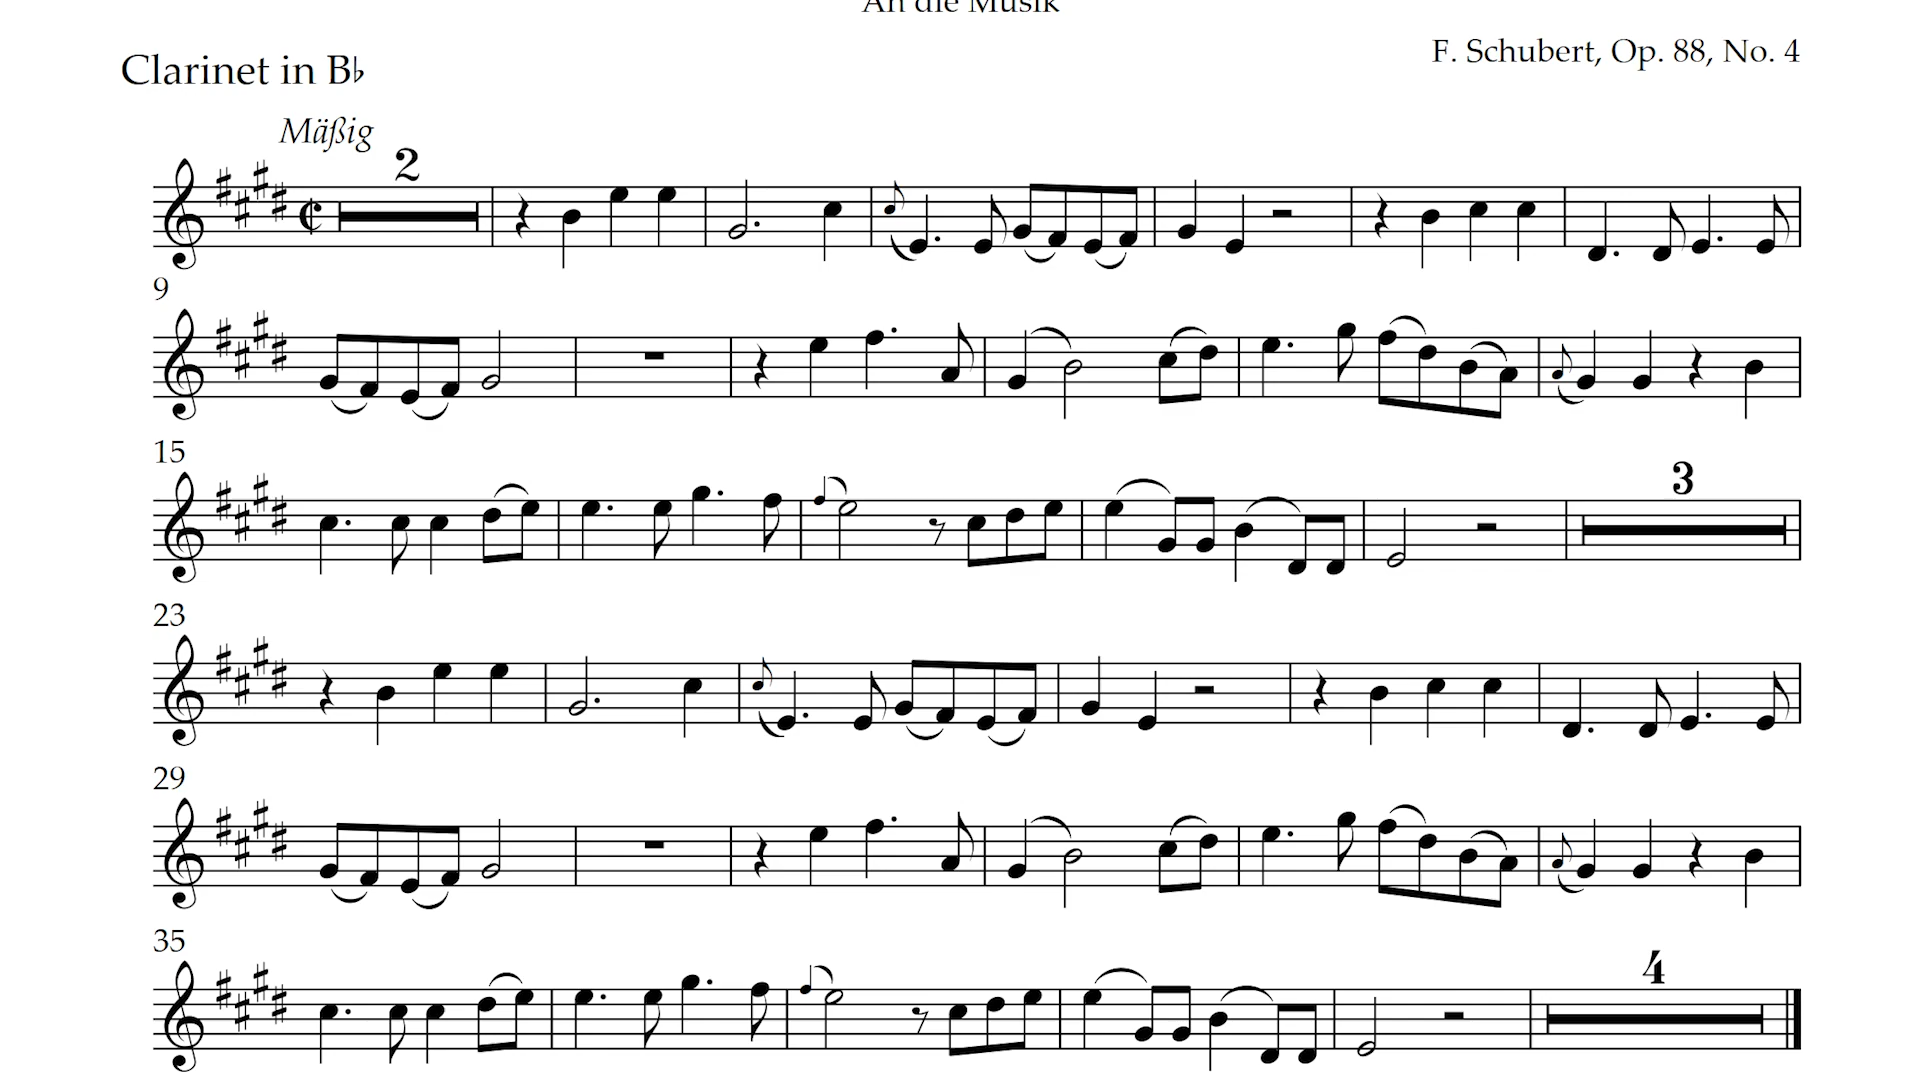 An die Musik
F. Schubert, Op. 88, No. 4
Clarinet in B♭
Mäßig
2
9
15
3
23
29
35
4